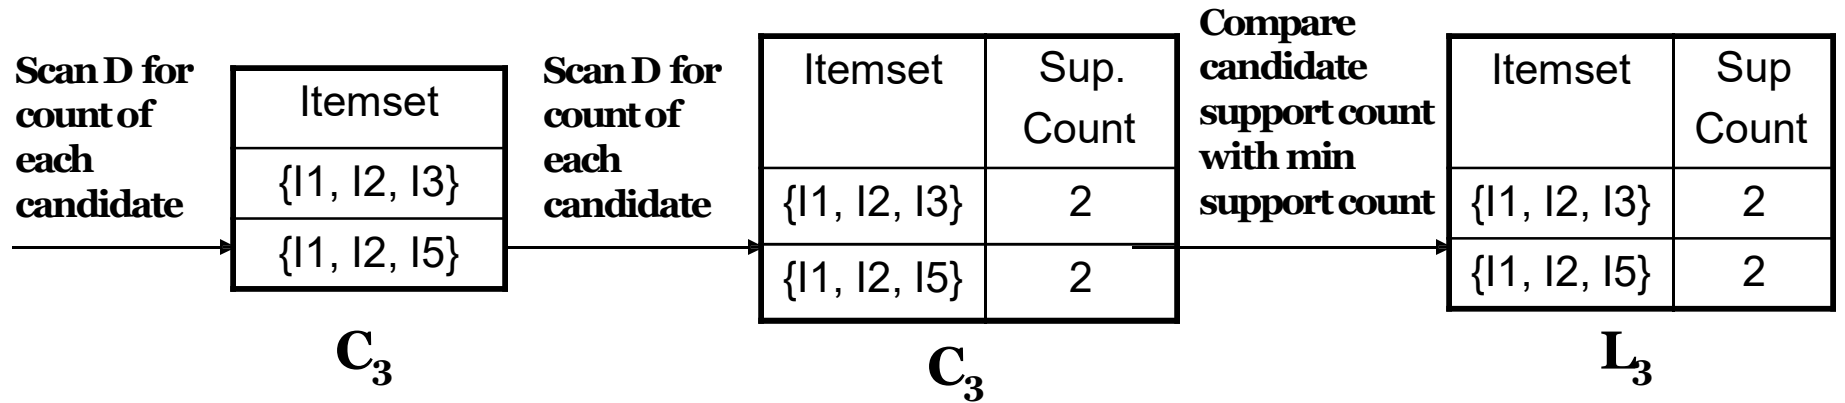 Scan D for
count of
each
candidate
Itemset
{I1, I2, I3}
{I1, I2, I5}
C3
Scan D for
count of
each
candidate
Itemset Sup.
Count
{I1, I2, I3} 2
{I1, I2, I5} 2
C3
Compare
candidate
support count
with min
support count
Itemset Sup
Count
{I1, I2, I3} 2
{I1, I2, I5} 2
L3